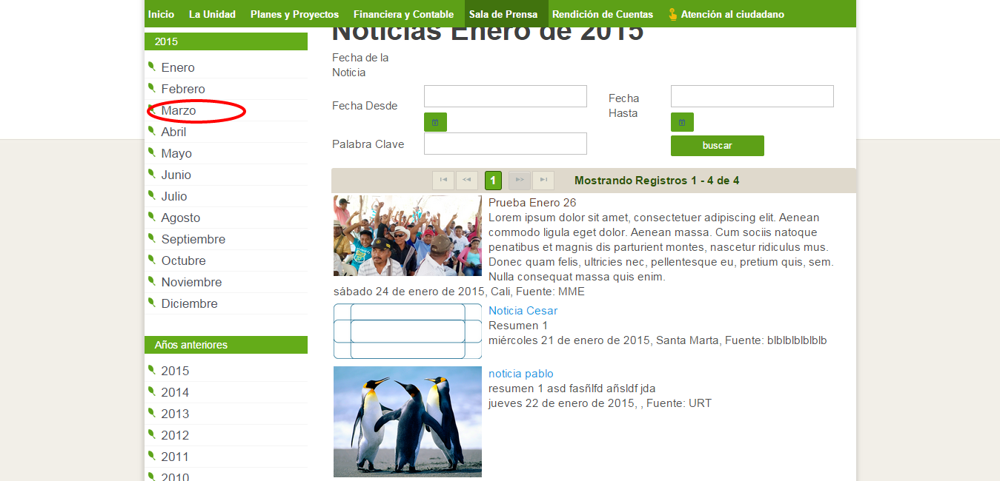 Inicio La Unidad Planes y Proyectos Financiera y Contable Sala de Prensa Rendición de Cuentas Atención al ciudadano
2015
Enero
Febrero
Marzo
Abril
Mayo
Junio
Julio
Agosto
Septiembre
Octubre
Noviembre
Diciembre
Años anteriores
2015
2014
2013
2012
2011
2010
Noticias Enero de 2015
Fecha de la
Noticia
Fecha Desde
Fecha
Hasta
Palabra Clave
buscar
1 Mostrando Registros 1 - 4 de 4
Prueba Enero 26
Lorem ipsum dolor sit amet, consectetuer adipiscing elit. Aenean
commodo ligula eget dolor. Aenean massa. Cum sociis natoque
penatibus et magnis dis parturient montes, nascetur ridiculus mus.
Donec quam felis, ultricies nec, pellentesque eu, pretium quis, sem.
Nulla consequat massa quis enim.
sábado 24 de enero de 2015, Cali, Fuente: MME
Noticia Cesar
Resumen 1
miércoles 21 de enero de 2015, Santa Marta, Fuente: blblblblblblb
noticia pablo
resumen 1 asd fasñlfd añsldf jda
jueves 22 de enero de 2015, , Fuente: URT